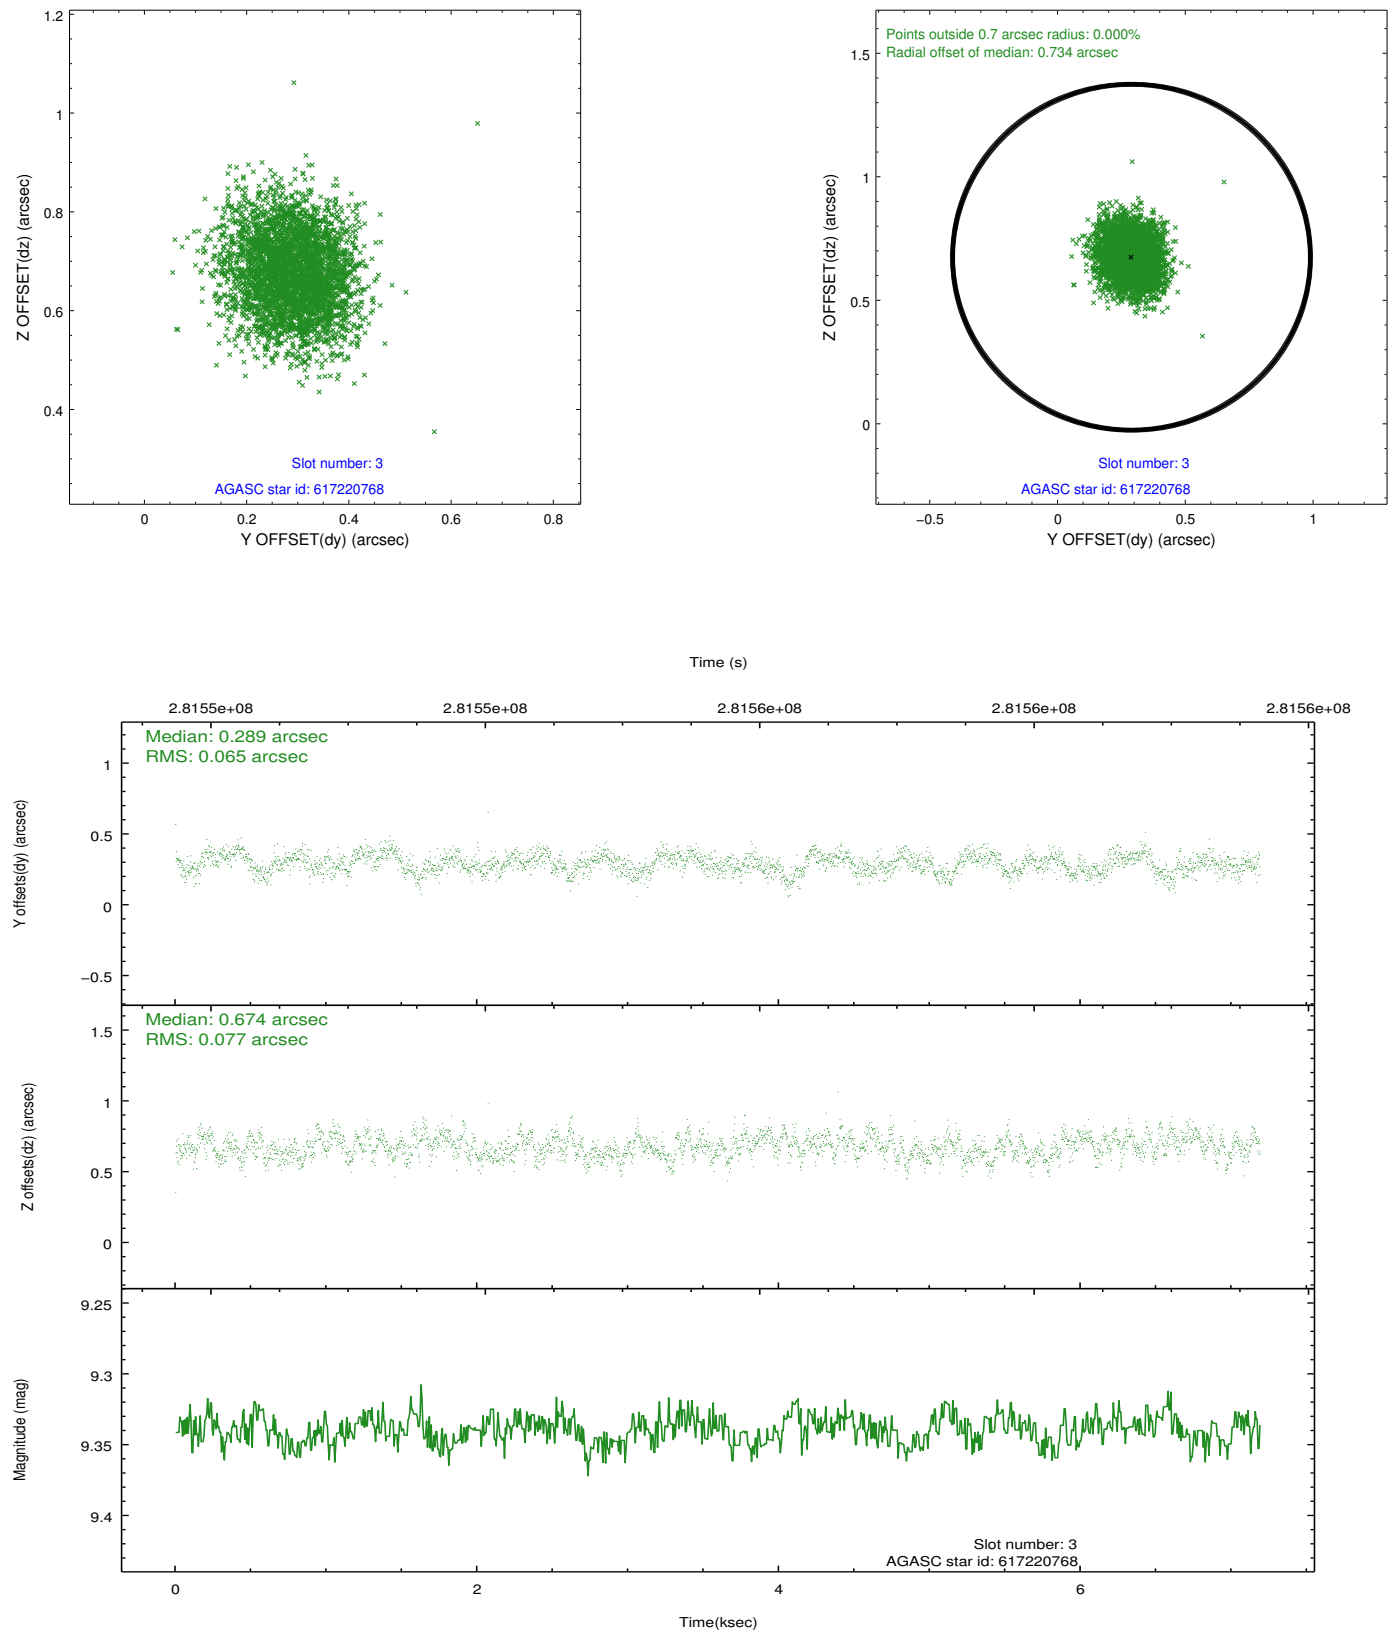 1.2
1
0.8
0.6
0.4
Z OFFSET(dz) (arcsec)
Slot number: 3
AGASC star id: 617220768
0 0.2 0.4 0.6 0.8
Y OFFSET(dy) (arcsec)
Points outside 0.7 arcsec radius: 0.000%
Radial offset of median: 0.734 arcsec
1.5
1
0.5
0
Z OFFSET(dz) (arcsec)
Slot number: 3
AGASC star id: 617220768
−0.5 0 0.5 1
Y OFFSET(dy) (arcsec)
Time (s)
2.8155e+08 2.8155e+08 2.8156e+08 2.8156e+08 2.8156e+08
Median: 0.289 arcsec
RMS: 0.065 arcsec
1
0.5
0
−0.5
Y offsets(dy) (arcsec)
Median: 0.674 arcsec
RMS: 0.077 arcsec
1.5
1
0.5
0
Z offsets(dz) (arcsec)
9.25
9.3
9.35
9.4
Magnitude (mag)
Slot number: 3
AGASC star id: 617220768
0 2 4 6
Time(ksec)